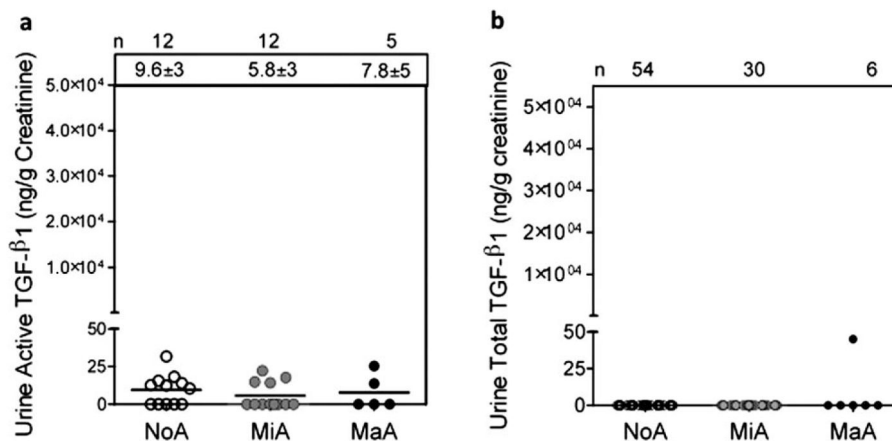 a
n 12 12 5
9.6±3 5.8±3 7.8±5
Urine Active TGF-β1 (ng/g Creatinine)
5.0×10⁴
4.0×10⁴
3.0×10⁴
2.0×10⁴
1.0×10⁴
50
25
0
NoA MiA MaA
b
n 54 30 6
Urine Total TGF-β1 (ng/g creatinine)
5×10⁰⁴
4×10⁰⁴
3×10⁰⁴
2×10⁰⁴
1×10⁰⁴
50
25
0
NoA MiA MaA